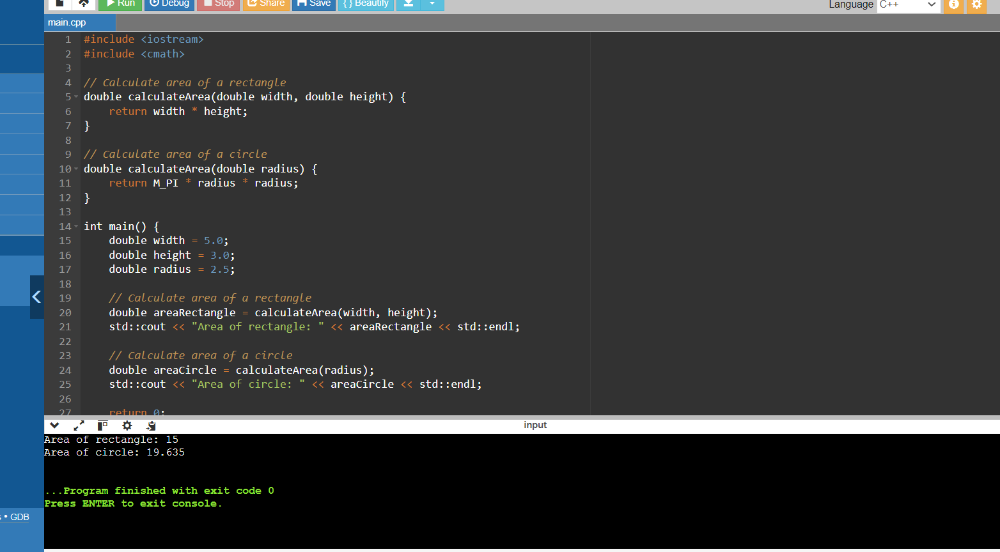 Run Debug Stop Share Save { } Beautify Language C++
main.cpp
1 #include <iostream>
2 #include <cmath>
3
4 // Calculate area of a rectangle
5 double calculateArea(double width, double height) {
6     return width * height;
7 }
8
9 // Calculate area of a circle
10 double calculateArea(double radius) {
11     return M_PI * radius * radius;
12 }
13
14 int main() {
15     double width = 5.0;
16     double height = 3.0;
17     double radius = 2.5;
18
19     // Calculate area of a rectangle
20     double areaRectangle = calculateArea(width, height);
21     std::cout << "Area of rectangle: " << areaRectangle << std::endl;
22
23     // Calculate area of a circle
24     double areaCircle = calculateArea(radius);
25     std::cout << "Area of circle: " << areaCircle << std::endl;
26
27     return 0;
input
Area of rectangle: 15
Area of circle: 19.635
...Program finished with exit code 0
Press ENTER to exit console.
• GDB